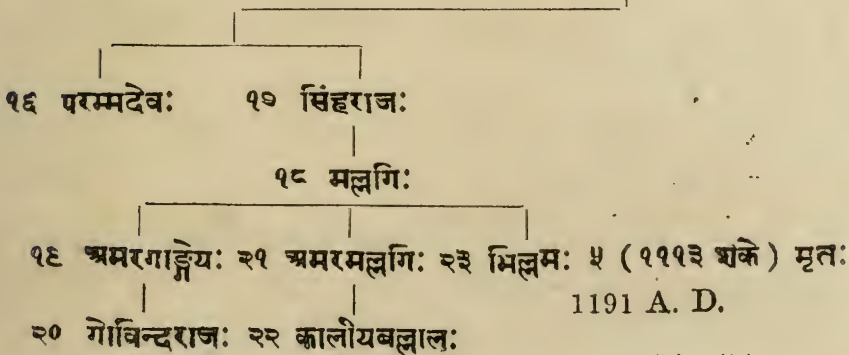 १६ परम्मदेवः १७ सिंहराजः
१८ मल्लगिः
१९ अमरगाङ्गेयः २१ अमरमल्लगिः २३ भिल्लमः ५ (१११३ शके) मृतः
1191 A. D.
२० गोविन्दराजः २२ कालीयबल्लालः